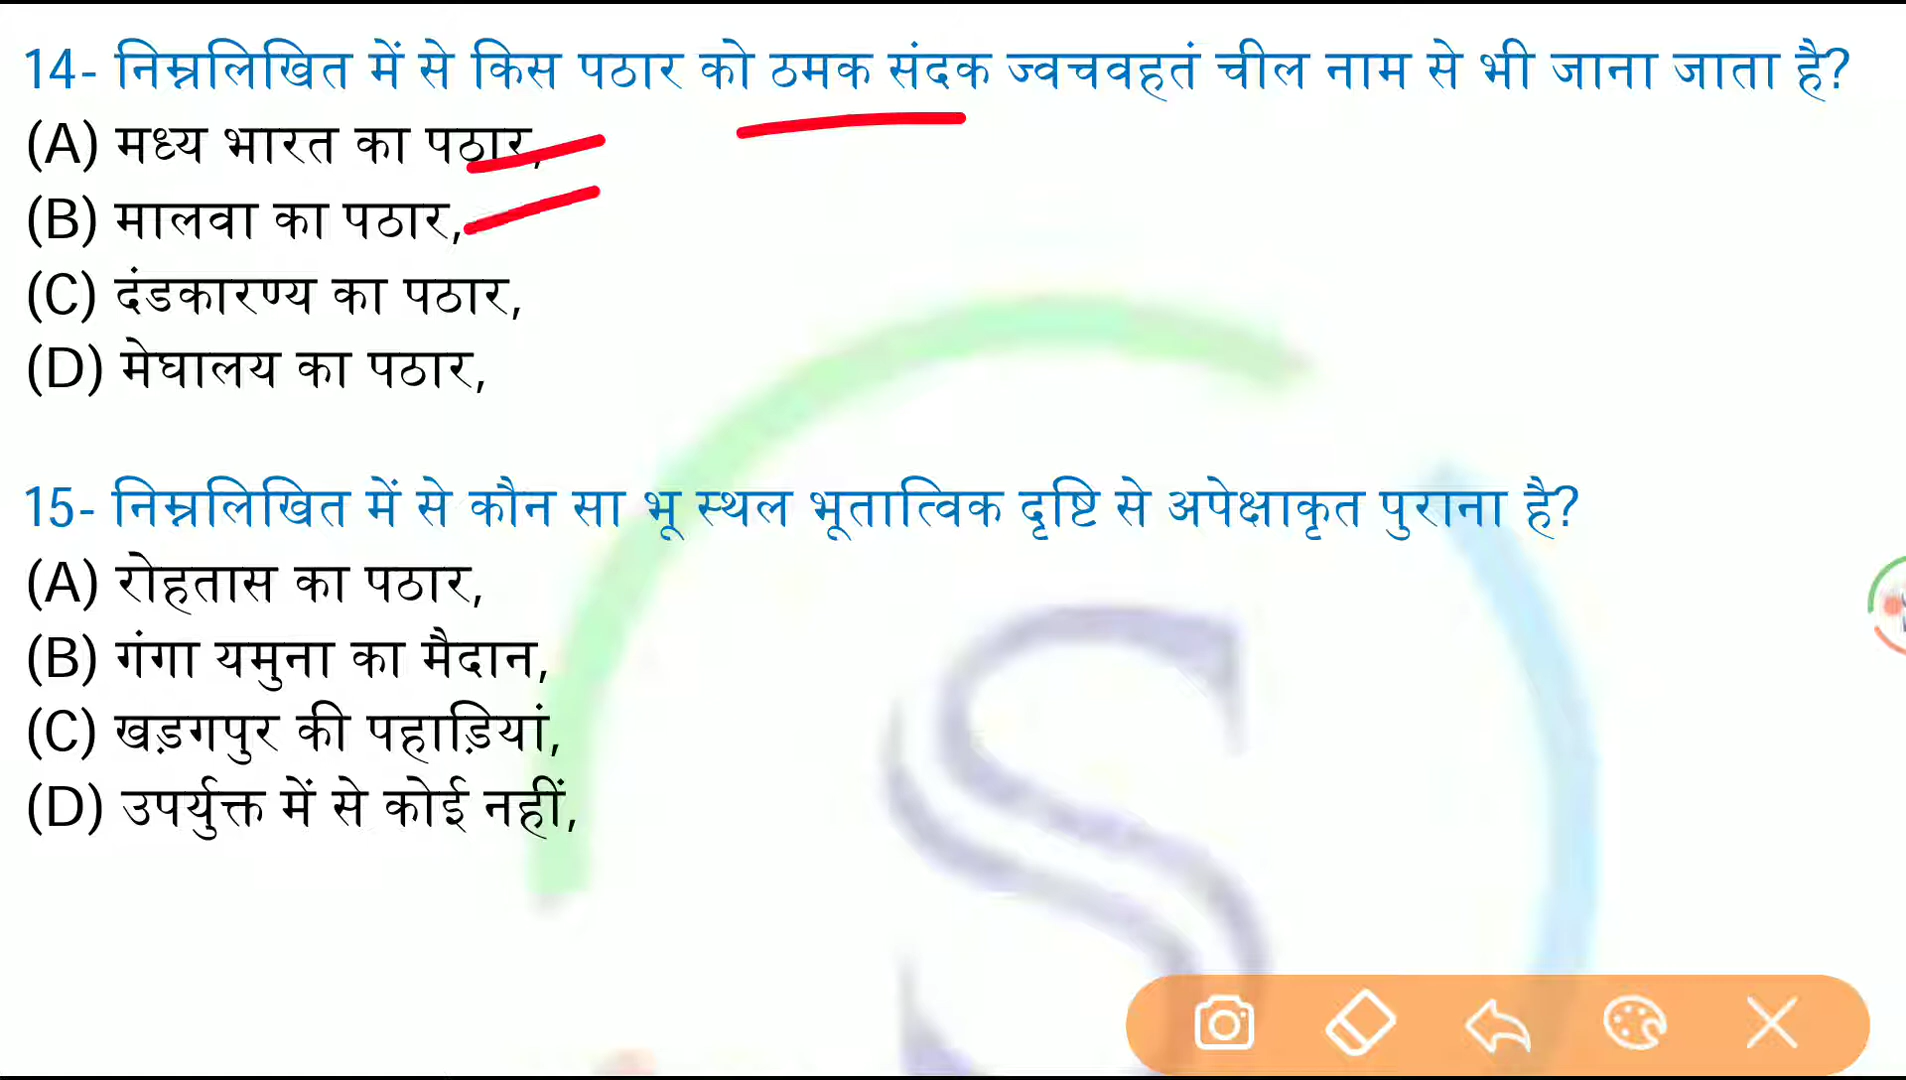 14- निम्नलिखित में से किस पठार को ठमक संदक ज्वचवहतं चील नाम से भी जाना जाता है?
(A) मध्य भारत का पठार,
(B) मालवा का पठार,
(C) दंडकारण्य का पठार,
(D) मेघालय का पठार,
15- निम्नलिखित में से कौन सा भू स्थल भूतात्विक दृष्टि से अपेक्षाकृत पुराना है?
(A) रोहतास का पठार,
(B) गंगा यमुना का मैदान,
(C) खड़गपुर की पहाड़ियां,
(D) उपर्युक्त में से कोई नहीं,
S